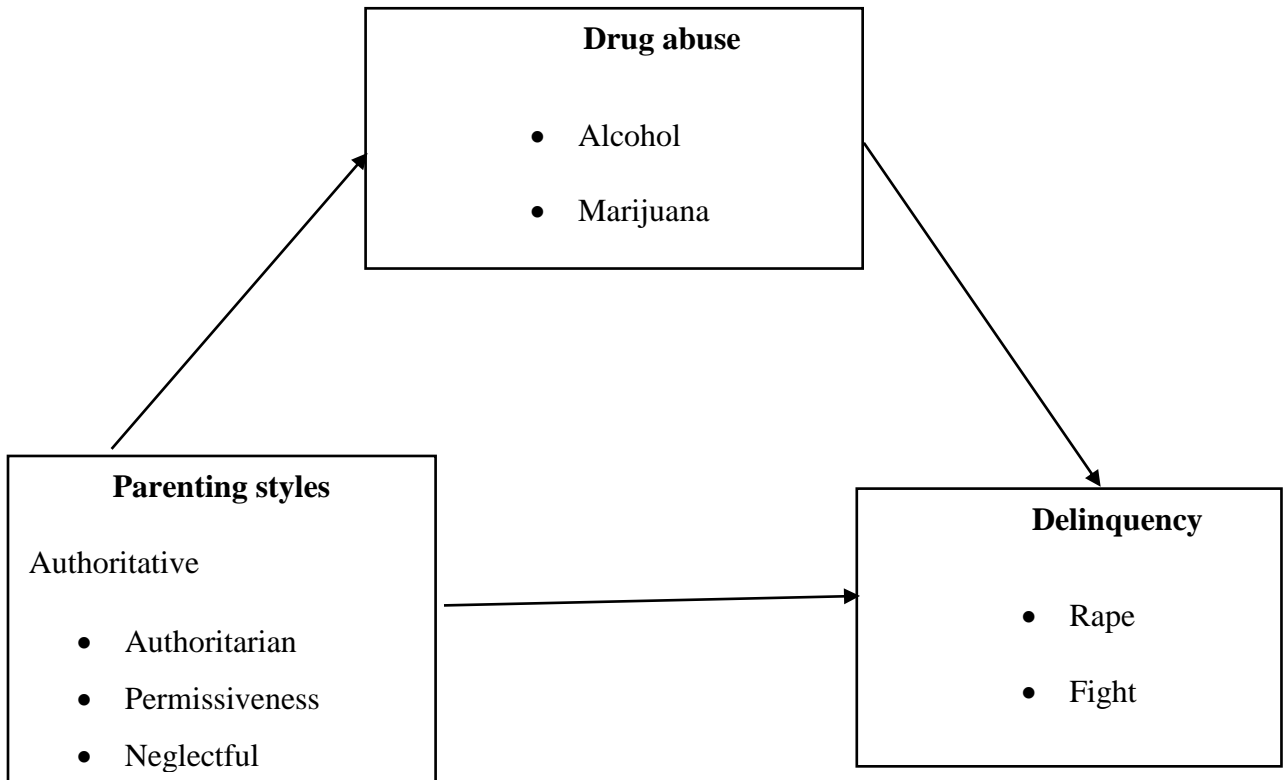 Drug abuse
• Alcohol
• Marijuana
Parenting styles
Authoritative
• Authoritarian
• Permissiveness
• Neglectful
Delinquency
• Rape
• Fight